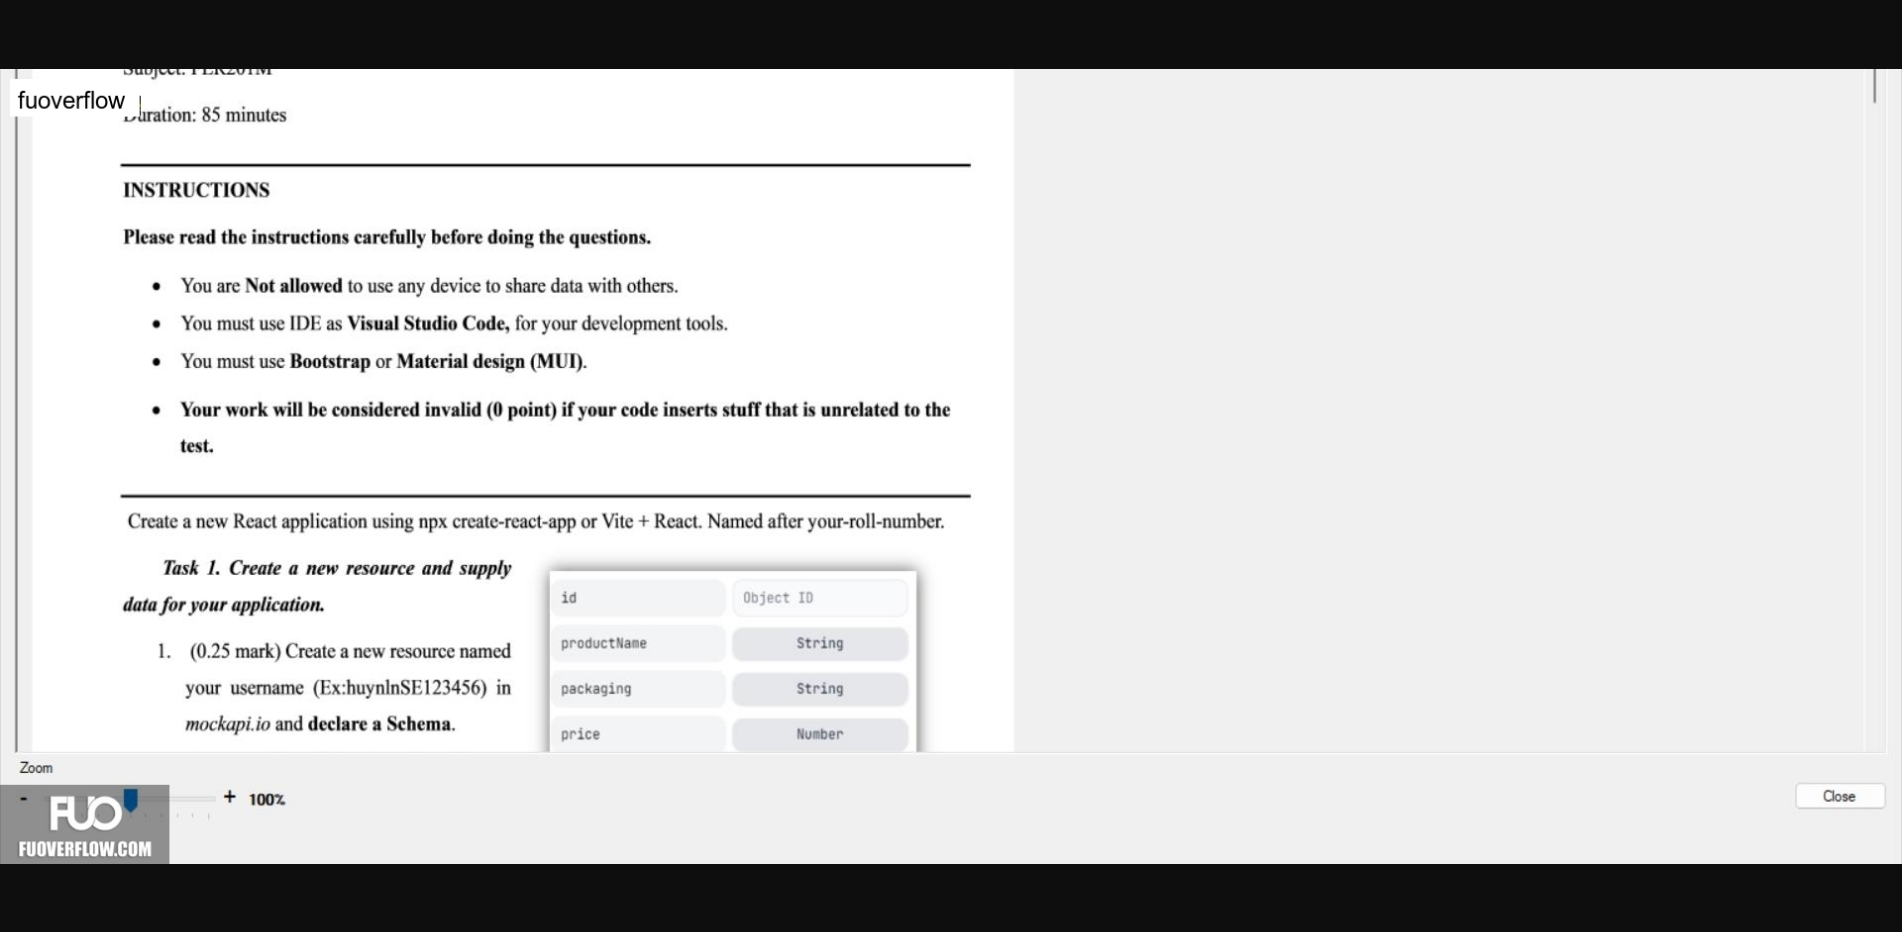 fuoverflow
Duration: 85 minutes
INSTRUCTIONS
Please read the instructions carefully before doing the questions.
• You are Not allowed to use any device to share data with others.
• You must use IDE as Visual Studio Code, for your development tools.
• You must use Bootstrap or Material design (MUI).
• Your work will be considered invalid (0 point) if your code inserts stuff that is unrelated to the
test.
Create a new React application using npx create-react-app or Vite + React. Named after your-roll-number.
Task 1. Create a new resource and supply
data for your application.
1. (0.25 mark) Create a new resource named
your username (Ex:huynlnSE123456) in
mockapi.io and declare a Schema.
id Object ID
productName String
packaging String
price Number
Zoom
- + 100%
Close
FUO
FUOVERFLOW.COM